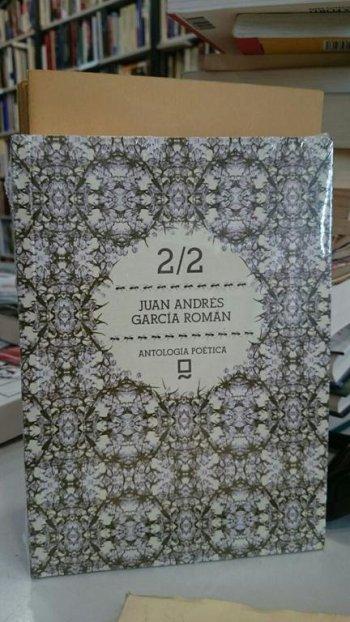 2/2
JUAN ANDRÉS
GARCÍA ROMÁN
ANTOLOGÍA POÉTICA